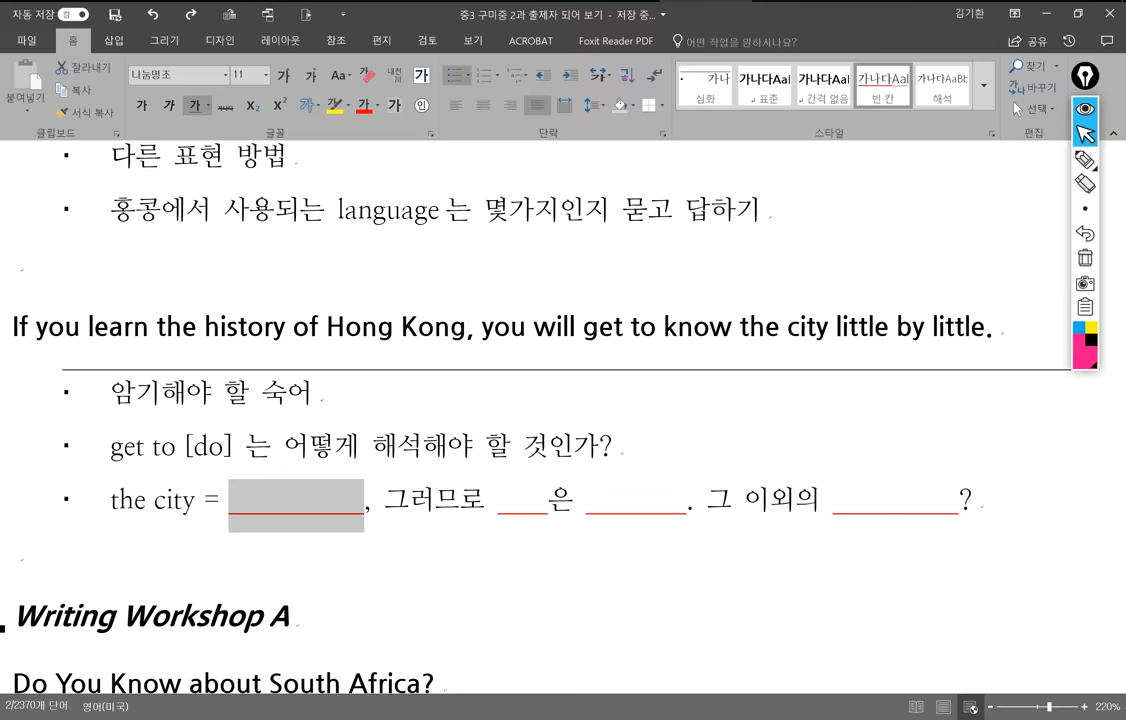 자동 저장 컴 중3 구미중 2과 출제자 되어 보기 - 저장 중... 김기환
파일 홈 삽입 그리기 디자인 레이아웃 참조 편지 검토 보기 ACROBAT Foxit Reader PDF 어떤 작업을 원하시나요? 공유
붙여넣기 잘라내기 복사 서식 복사 클립보드
나눔명조 11 글꼴
단락
가나 심화 가나다AaI 표준 가나다AaI 간격 없음 가나다AaI 빈 칸 가나다AaBb 해석 스타일
찾기 바꾸기 선택 편집
· 다른 표현 방법
· 홍콩에서 사용되는 language는 몇가지인지 묻고 답하기
If you learn the history of Hong Kong, you will get to know the city little by little.
· 암기해야 할 숙어
· get to [do] 는 어떻게 해석해야 할 것인가?
· the city = , 그러므로 은 . 그 이외의 ?
Writing Workshop A
Do You Know about South Africa?
2/2370개 단어 영어(미국) 220%